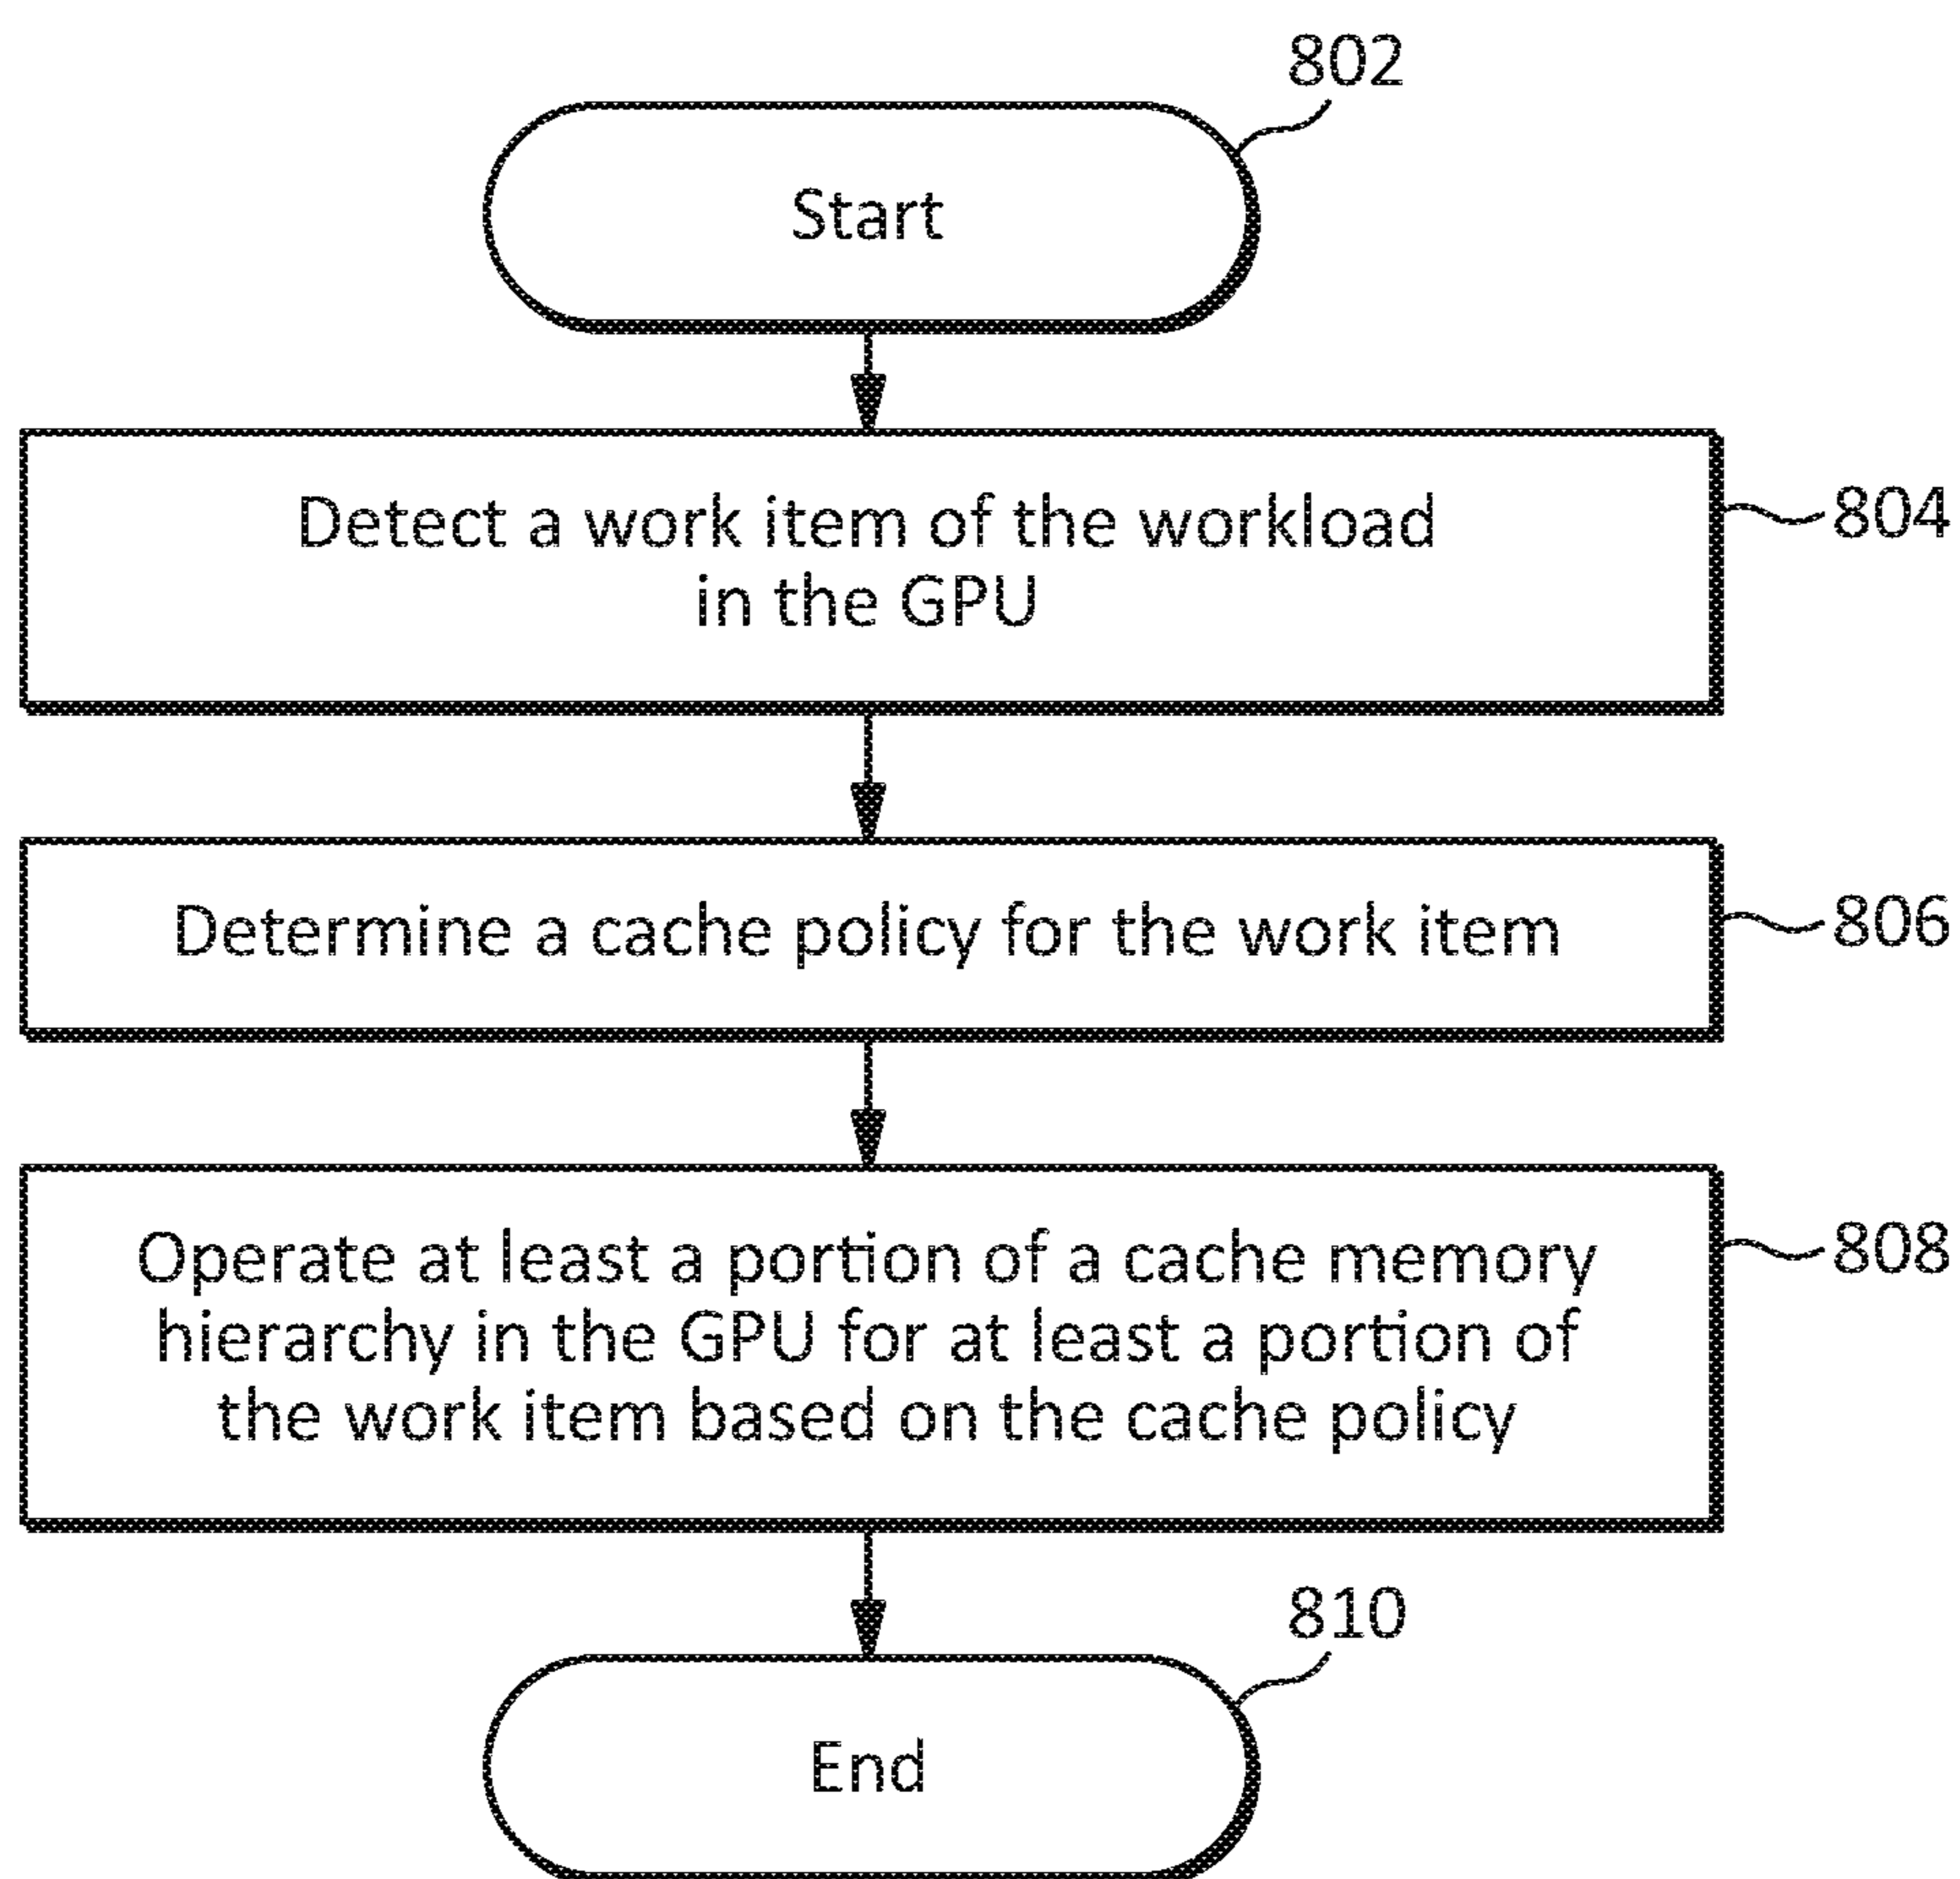 802
Start
Detect a work item of the workload
in the GPU
804
Determine a cache policy for the work item
806
Operate at least a portion of a cache memory
hierarchy in the GPU for at least a portion of
the work item based on the cache policy
808
810
End